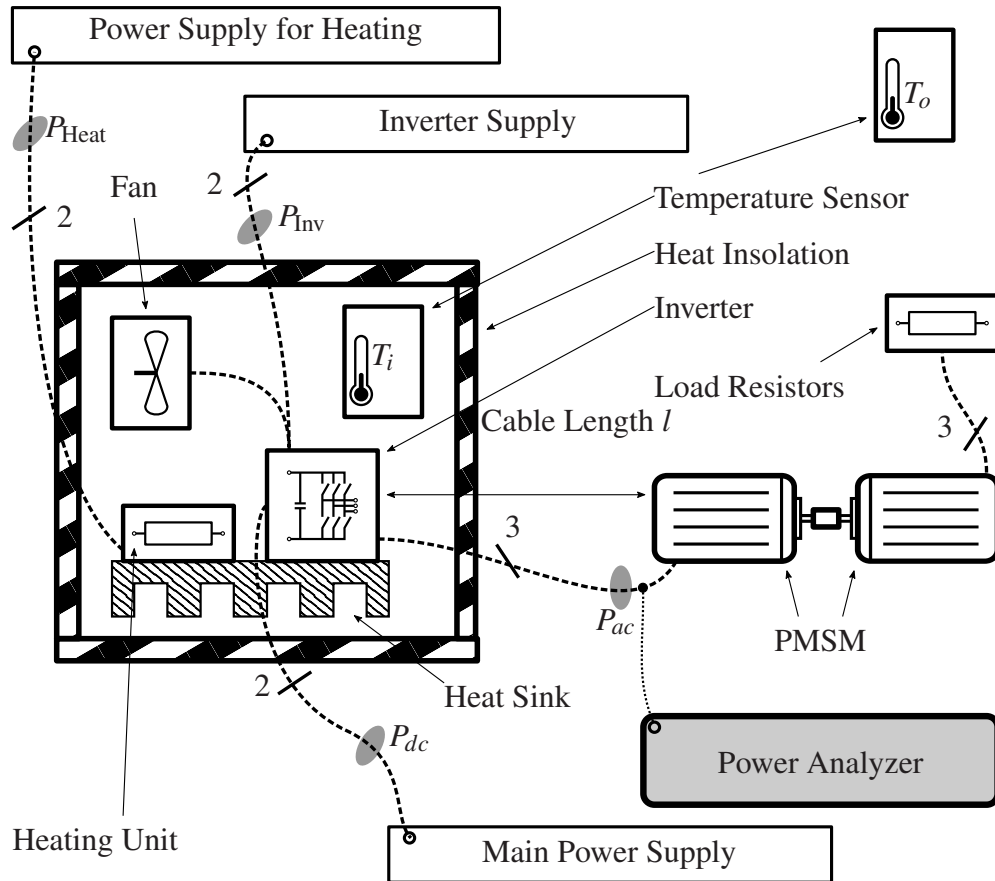 Power Supply for Heating
T_o
P_Heat
Inverter Supply
2
Fan
2
P_Inv
Temperature Sensor
Heat Insolation
Inverter
T_i
Load Resistors
Cable Length l
3
3
P_ac
PMSM
2
Heat Sink
P_dc
Power Analyzer
Heating Unit
Main Power Supply